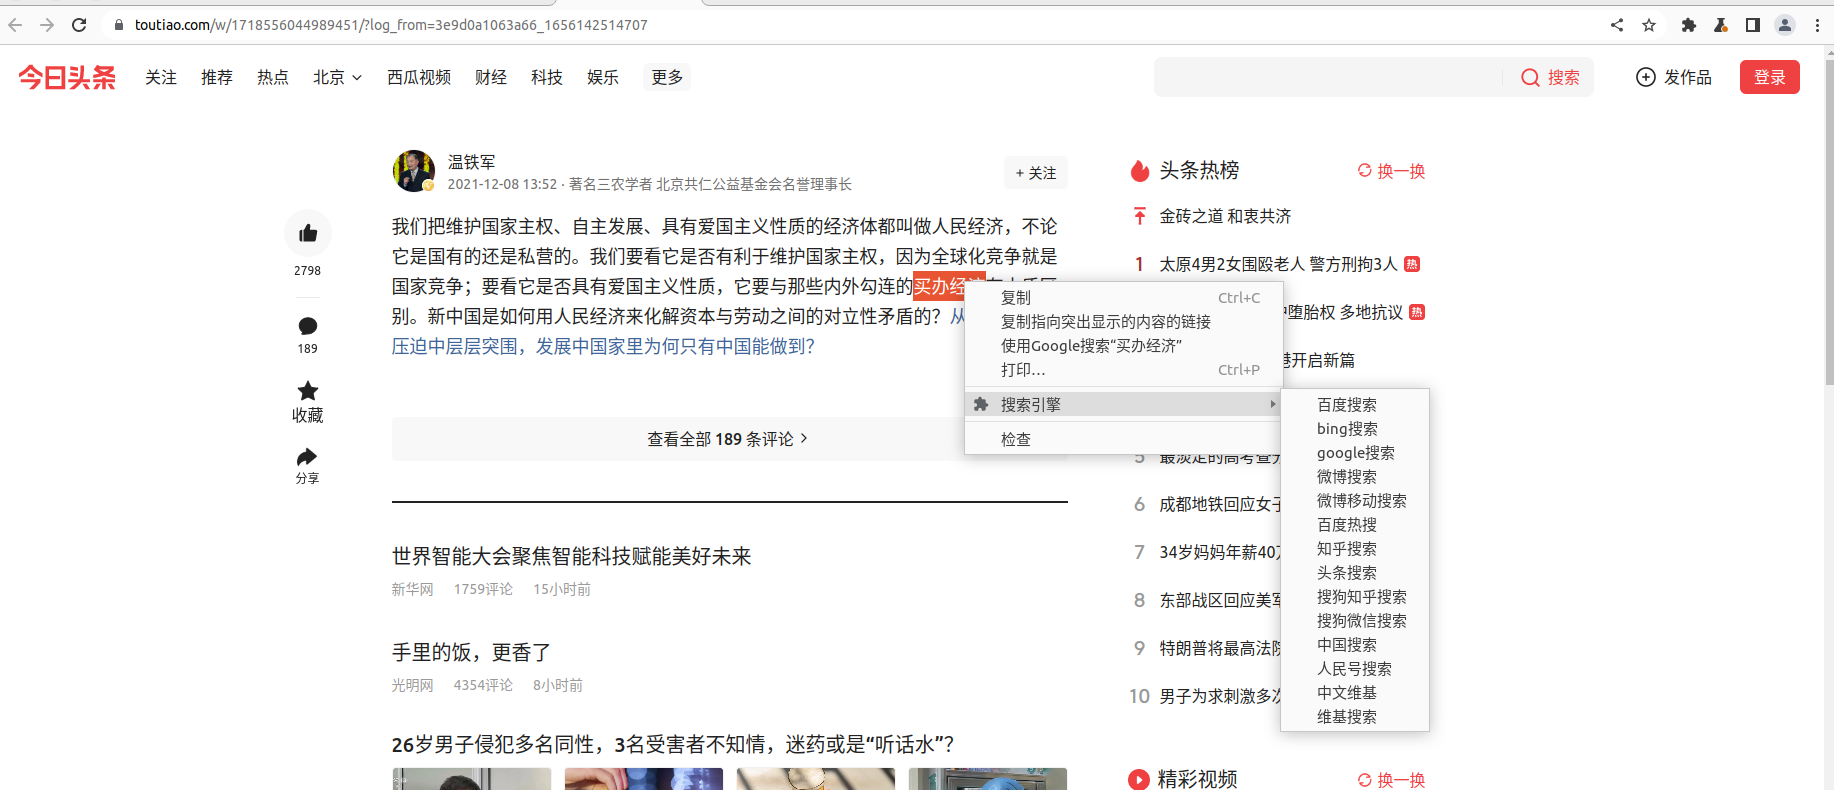 toutiao.com/w/1718556044989451/?log_from=3e9d0a1063a66_1656142514707
今日头条 关注 推荐 热点 北京 西瓜视频 财经 科技 娱乐 更多 搜索 发作品 登录
温铁军
2021-12-08 13:52 · 著名三农学者 北京共仁公益基金会名誉理事长
+ 关注
我们把维护国家主权、自主发展、具有爱国主义性质的经济体都叫做人民经济，不论
它是国有的还是私营的。我们要看它是否有利于维护国家主权，因为全球化竞争就是
国家竞争；要看它是否具有爱国主义性质，它要与那些内外勾连的买办经济
别。新中国是如何用人民经济来化解资本与劳动之间的对立性矛盾的？从
压迫中层层突围，发展中国家里为何只有中国能做到？
2798
189
收藏
分享
查看全部 189 条评论
世界智能大会聚焦智能科技赋能美好未来
新华网 1759评论 15小时前
手里的饭，更香了
光明网 4354评论 8小时前
26岁男子侵犯多名同性，3名受害者不知情，迷药或是“听话水”？
复制 Ctrl+C
复制指向突出显示的内容的链接
使用Google搜索“买办经济”
打印... Ctrl+P
搜索引擎
检查
百度搜索
bing搜索
google搜索
微博搜索
微博移动搜索
百度热搜
知乎搜索
头条搜索
搜狗知乎搜索
搜狗微信搜索
中国搜索
人民号搜索
中文维基
维基搜索
头条热榜 换一换
金砖之道 和衷共济
1 太原4男2女围殴老人 警方刑拘3人 热
堕胎权 多地抗议 热
开启新篇
5 最淡定的高考查分
6 成都地铁回应女子
7 34岁妈妈年薪40万
8 东部战区回应美军
9 特朗普将最高法院
10 男子为求刺激多次
精彩视频 换一换